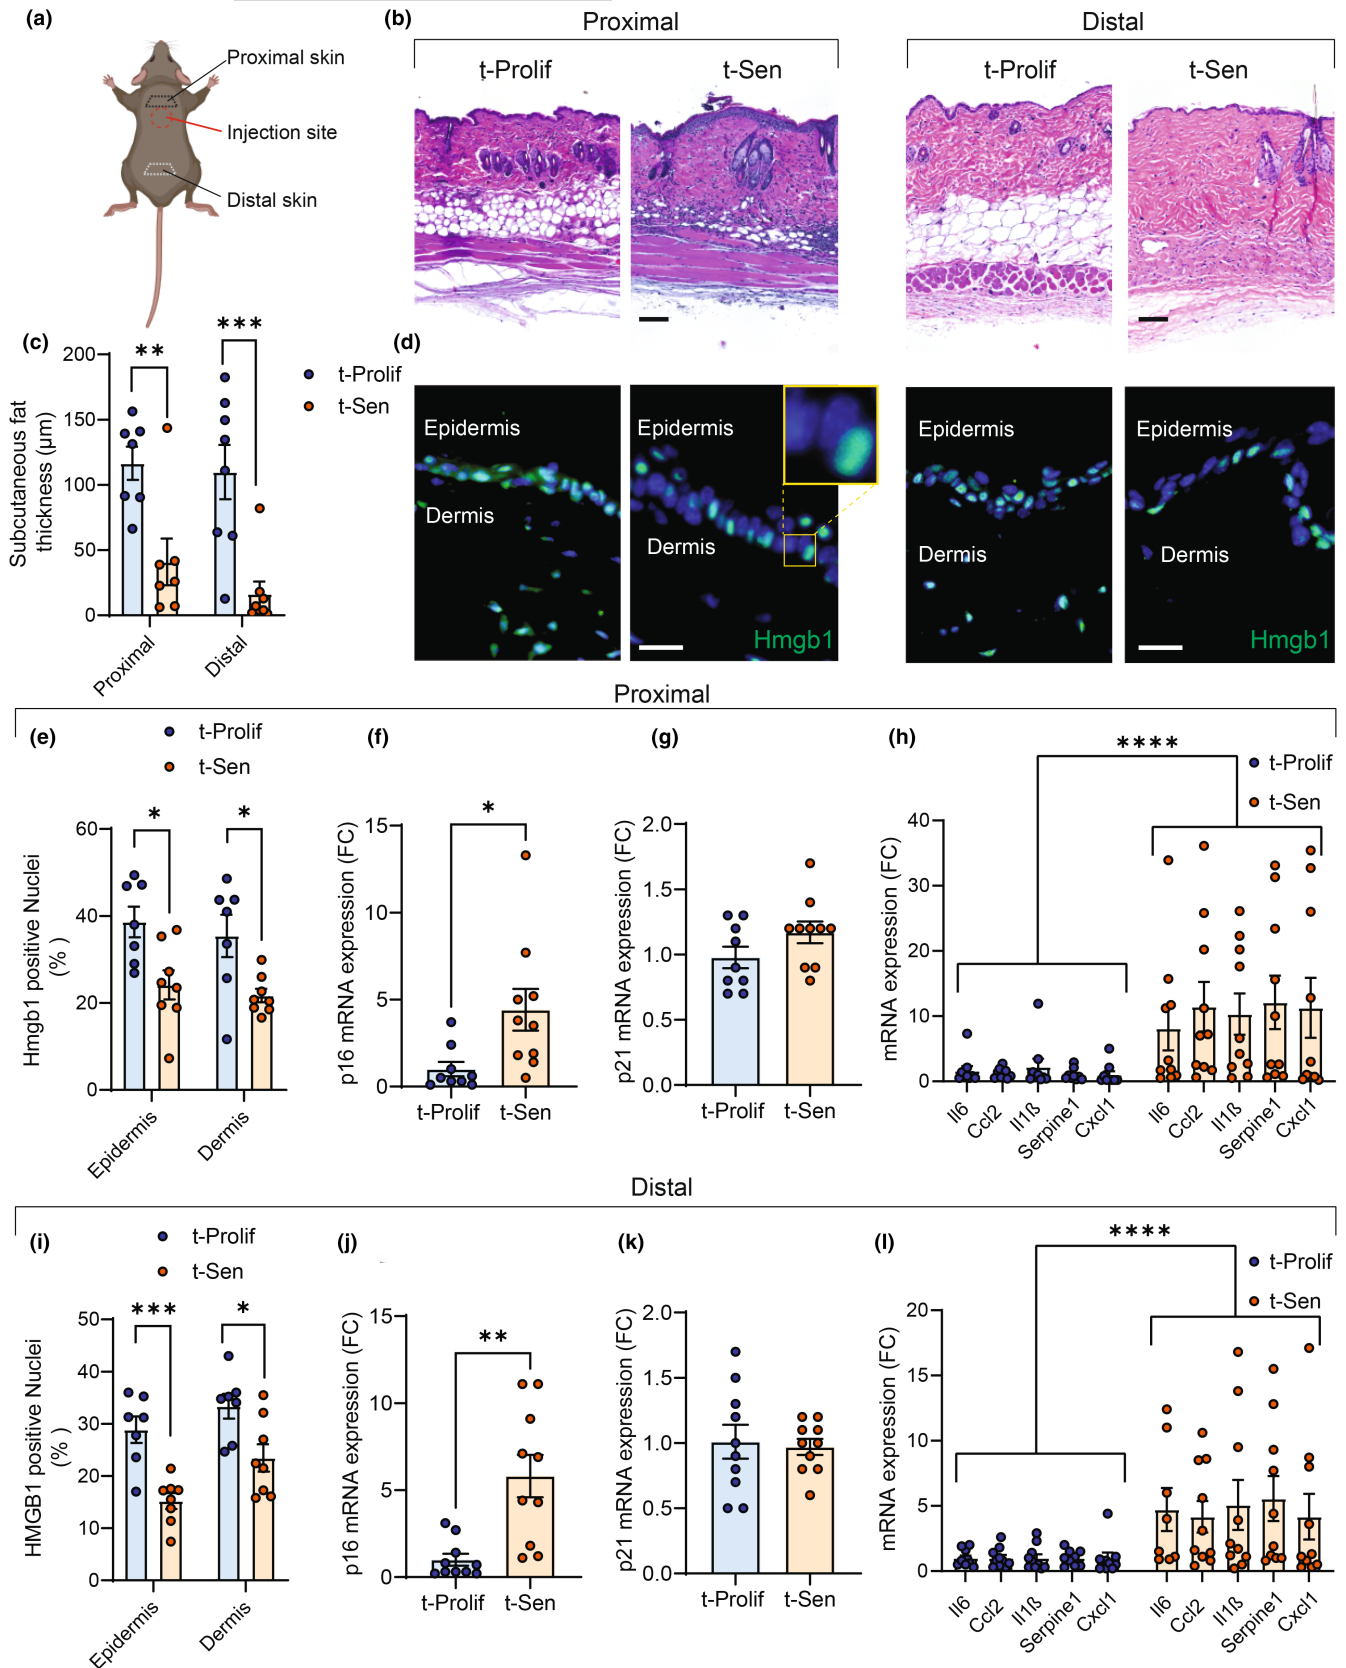 (a)
Proximal skin
Injection site
Distal skin
(b)
Proximal
Distal
t-Prolif
t-Sen
t-Prolif
t-Sen
(c)
Subcutaneous fat
thickness (µm)
200
150
100
50
0
**
***
t-Prolif
t-Sen
Proximal
Distal
(d)
Epidermis
Dermis
Epidermis
Dermis
Hmgb1
Epidermis
Dermis
Epidermis
Dermis
Hmgb1
Proximal
(e)
t-Prolif
t-Sen
Hmgb1 positive Nuclei
(% )
60
40
20
0
*
*
Epidermis
Dermis
(f)
p16 mRNA expression (FC)
15
10
5
0
*
t-Prolif
t-Sen
(g)
p21 mRNA expression (FC)
2.0
1.5
1.0
0.5
0.0
t-Prolif
t-Sen
(h)
mRNA expression (FC)
40
30
20
10
0
****
t-Prolif
t-Sen
Il6
Ccl2
Il1ß
Serpine1
Cxcl1
Il6
Ccl2
Il1ß
Serpine1
Cxcl1
Distal
(i)
t-Prolif
t-Sen
HMGB1 positive Nuclei
(% )
50
40
30
20
10
0
***
*
Epidermis
Dermis
(j)
p16 mRNA expression (FC)
15
10
5
0
**
t-Prolif
t-Sen
(k)
p21 mRNA expression (FC)
2.0
1.5
1.0
0.5
0.0
t-Prolif
t-Sen
(l)
mRNA expression (FC)
20
15
10
5
0
****
t-Prolif
t-Sen
Il6
Ccl2
Il1ß
Serpine1
Cxcl1
Il6
Ccl2
Il1ß
Serpine1
Cxcl1